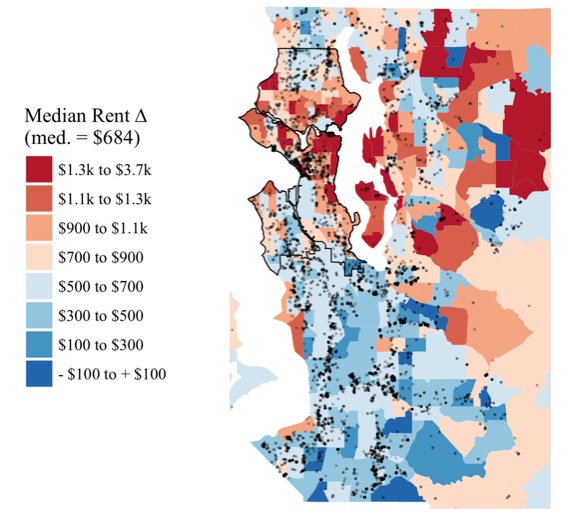 Median Rent Δ
(med. = $684)
$1.3k to $3.7k
$1.1k to $1.3k
$900 to $1.1k
$700 to $900
$500 to $700
$300 to $500
$100 to $300
- $100 to + $100